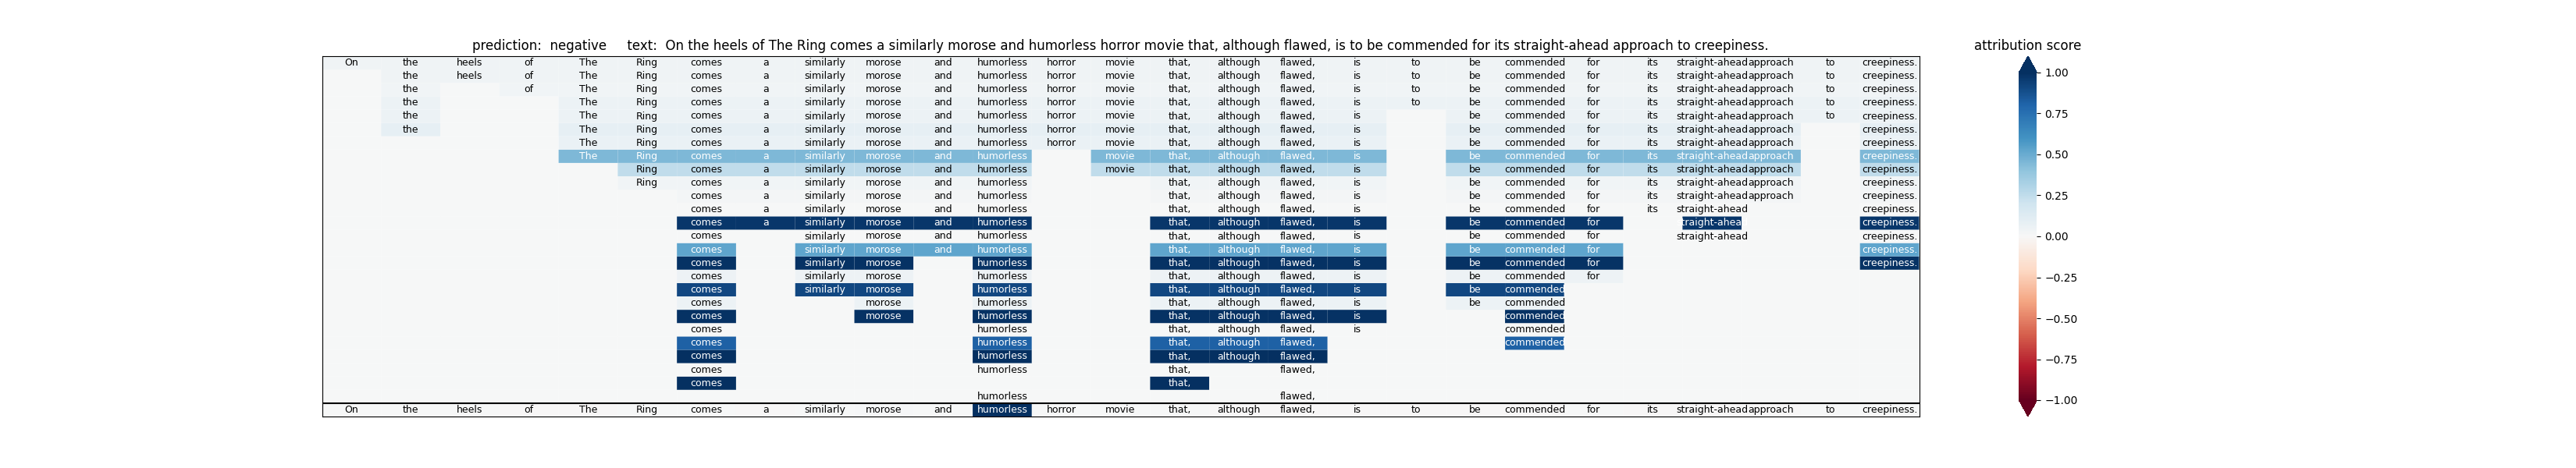 prediction: negative text: On the heels of The Ring comes a similarly morose and humorless horror movie that, although flawed, is to be commended for its straight-ahead approach to creepiness.
On the heels of The Ring comes a similarly morose and humorless horror movie that, although flawed, is to be commended for its straight-ahead approach to creepiness.
the heels of The Ring comes a similarly morose and humorless horror movie that, although flawed, is to be commended for its straight-ahead approach to creepiness.
the of The Ring comes a similarly morose and humorless horror movie that, although flawed, is to be commended for its straight-ahead approach to creepiness.
the The Ring comes a similarly morose and humorless horror movie that, although flawed, is to be commended for its straight-ahead approach to creepiness.
the The Ring comes a similarly morose and humorless horror movie that, although flawed, is be commended for its straight-ahead approach to creepiness.
the The Ring comes a similarly morose and humorless horror movie that, although flawed, is be commended for its straight-ahead approach creepiness.
The Ring comes a similarly morose and humorless horror movie that, although flawed, is be commended for its straight-ahead approach creepiness.
The Ring comes a similarly morose and humorless movie that, although flawed, is be commended for its straight-ahead approach creepiness.
Ring comes a similarly morose and humorless movie that, although flawed, is be commended for its straight-ahead approach creepiness.
Ring comes a similarly morose and humorless that, although flawed, is be commended for its straight-ahead approach creepiness.
comes a similarly morose and humorless that, although flawed, is be commended for its straight-ahead approach creepiness.
comes a similarly morose and humorless that, although flawed, is be commended for its straight-ahead creepiness.
comes a similarly morose and humorless that, although flawed, is be commended for traight-ahea creepiness.
comes similarly morose and humorless that, although flawed, is be commended for straight-ahead creepiness.
comes similarly morose and humorless that, although flawed, is be commended for creepiness.
comes similarly morose humorless that, although flawed, is be commended for creepiness.
comes similarly morose humorless that, although flawed, is be commended for
comes similarly morose humorless that, although flawed, is be commended
comes morose humorless that, although flawed, is be commended
comes morose humorless that, although flawed, is commended
comes humorless that, although flawed, is commended
comes humorless that, although flawed, commended
comes humorless that, although flawed,
comes humorless that, flawed,
comes that,
humorless flawed,
On the heels of The Ring comes a similarly morose and humorless horror movie that, although flawed, is to be commended for its straight-ahead approach to creepiness.
attribution score
1.00
0.75
0.50
0.25
0.00
−0.25
−0.50
−0.75
−1.00